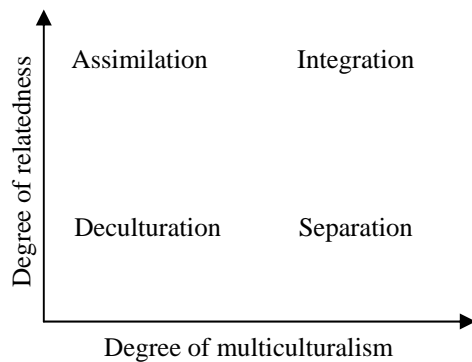 Assimilation
Integration
Degree of relatedness
Deculturation
Separation
Degree of multiculturalism